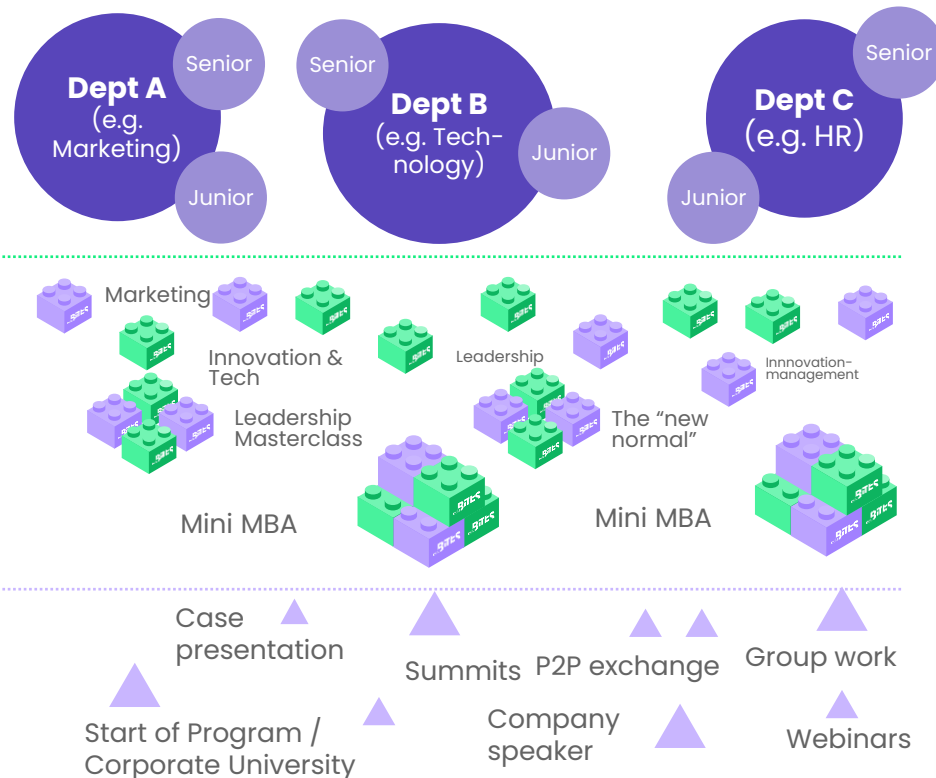 Senior
Dept A
(e.g.
Marketing)
Junior
Senior
Dept B
(e.g. Tech-
nology)
Junior
Senior
Dept C
(e.g. HR)
Junior
Marketing
Innovation &
Tech
Leadership
Innnovation-
management
Leadership
Masterclass
The “new
normal”
Mini MBA
Mini MBA
Case
presentation
Summits
P2P exchange
Group work
Start of Program /
Corporate University
Company
speaker
Webinars